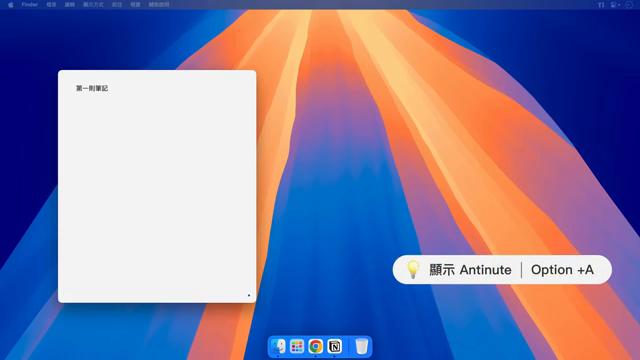 Finder 檔案 編輯 顯示方式 前往 視窗 輔助說明
第一則筆記
顯示 Antinute | Option +A